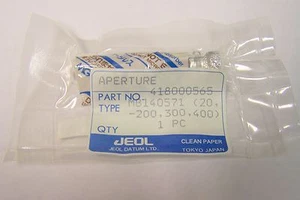 APERTURE
PART NO. 418000565
TYPE M0140571 (20,
-200,300,400)
QTY 1 PC
JEOL
JEOL DATUM LTD.
CLEAN PAPER
TOKYO JAPAN